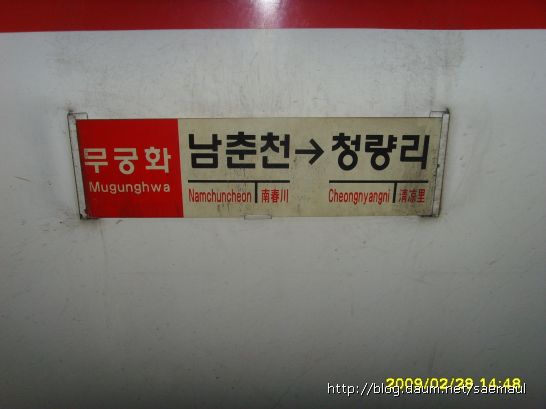 무궁화
Mugunghwa
남춘천→청량리
Namchuncheon 南春川 Cheongnyangni 清凉里
2009/02/28 14:48
http://blog.daum.net/saemaul